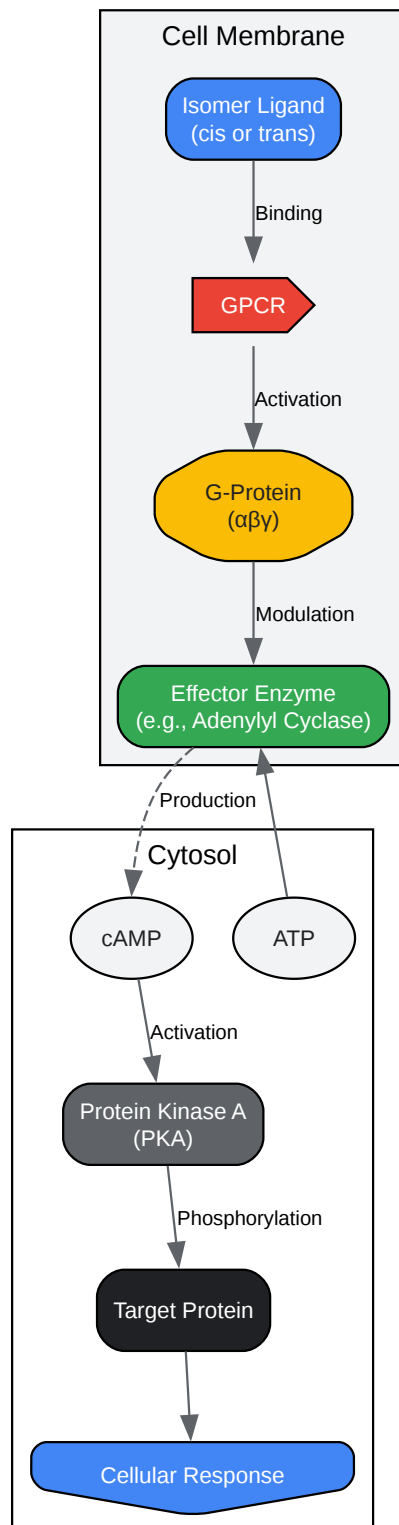 Cell Membrane
Isomer Ligand
(cis or trans)
Binding
GPCR
Activation
G-Protein
(αβγ)
Modulation
Effector Enzyme
(e.g., Adenylyl Cyclase)
Production
Cytosol
cAMP
ATP
Activation
Protein Kinase A
(PKA)
Phosphorylation
Target Protein
Cellular Response